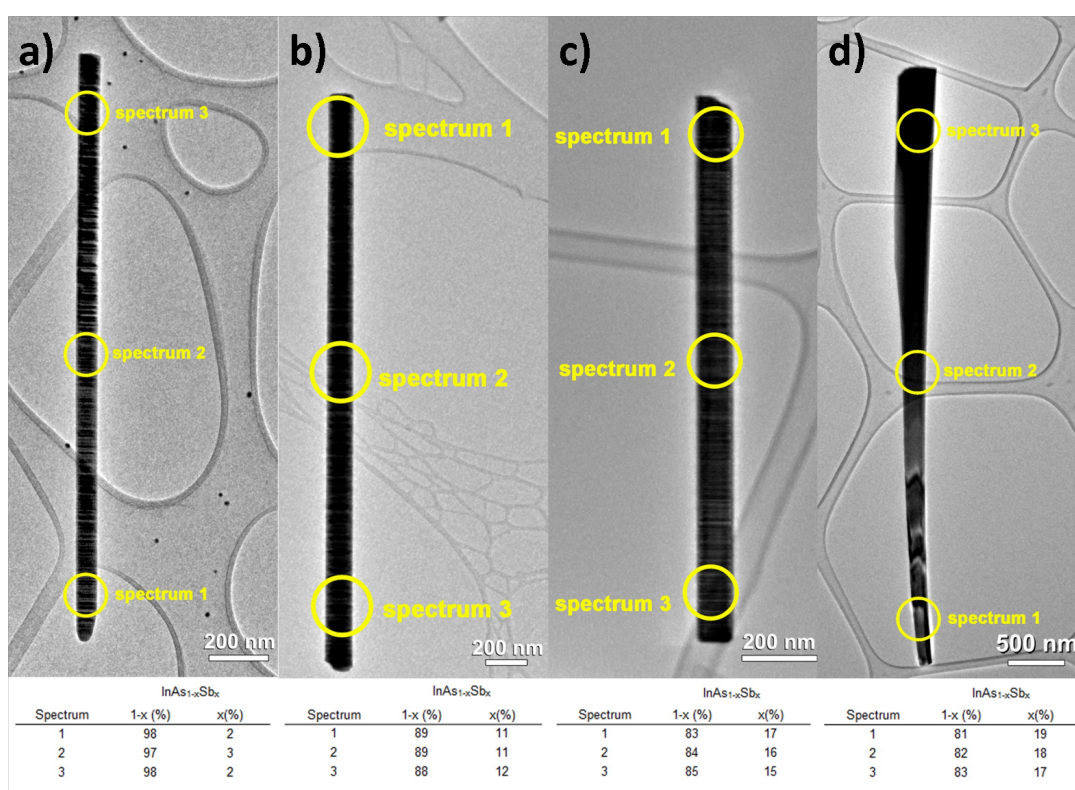 a)
spectrum 3
spectrum 2
spectrum 1
200 nm
InAs₁₋ₓSbₓ
Spectrum 1-x (%) x(%)
1 98 2
2 97 3
3 98 2
b)
spectrum 1
spectrum 2
spectrum 3
200 nm
InAs₁₋ₓSbₓ
Spectrum 1-x (%) x(%)
1 89 11
2 89 11
3 88 12
c)
spectrum 1
spectrum 2
spectrum 3
200 nm
InAs₁₋ₓSbₓ
Spectrum 1-x (%) x(%)
1 83 17
2 84 16
3 85 15
d)
spectrum 3
spectrum 2
spectrum 1
500 nm
InAs₁₋ₓSbₓ
Spectrum 1-x (%) x(%)
1 81 19
2 82 18
3 83 17